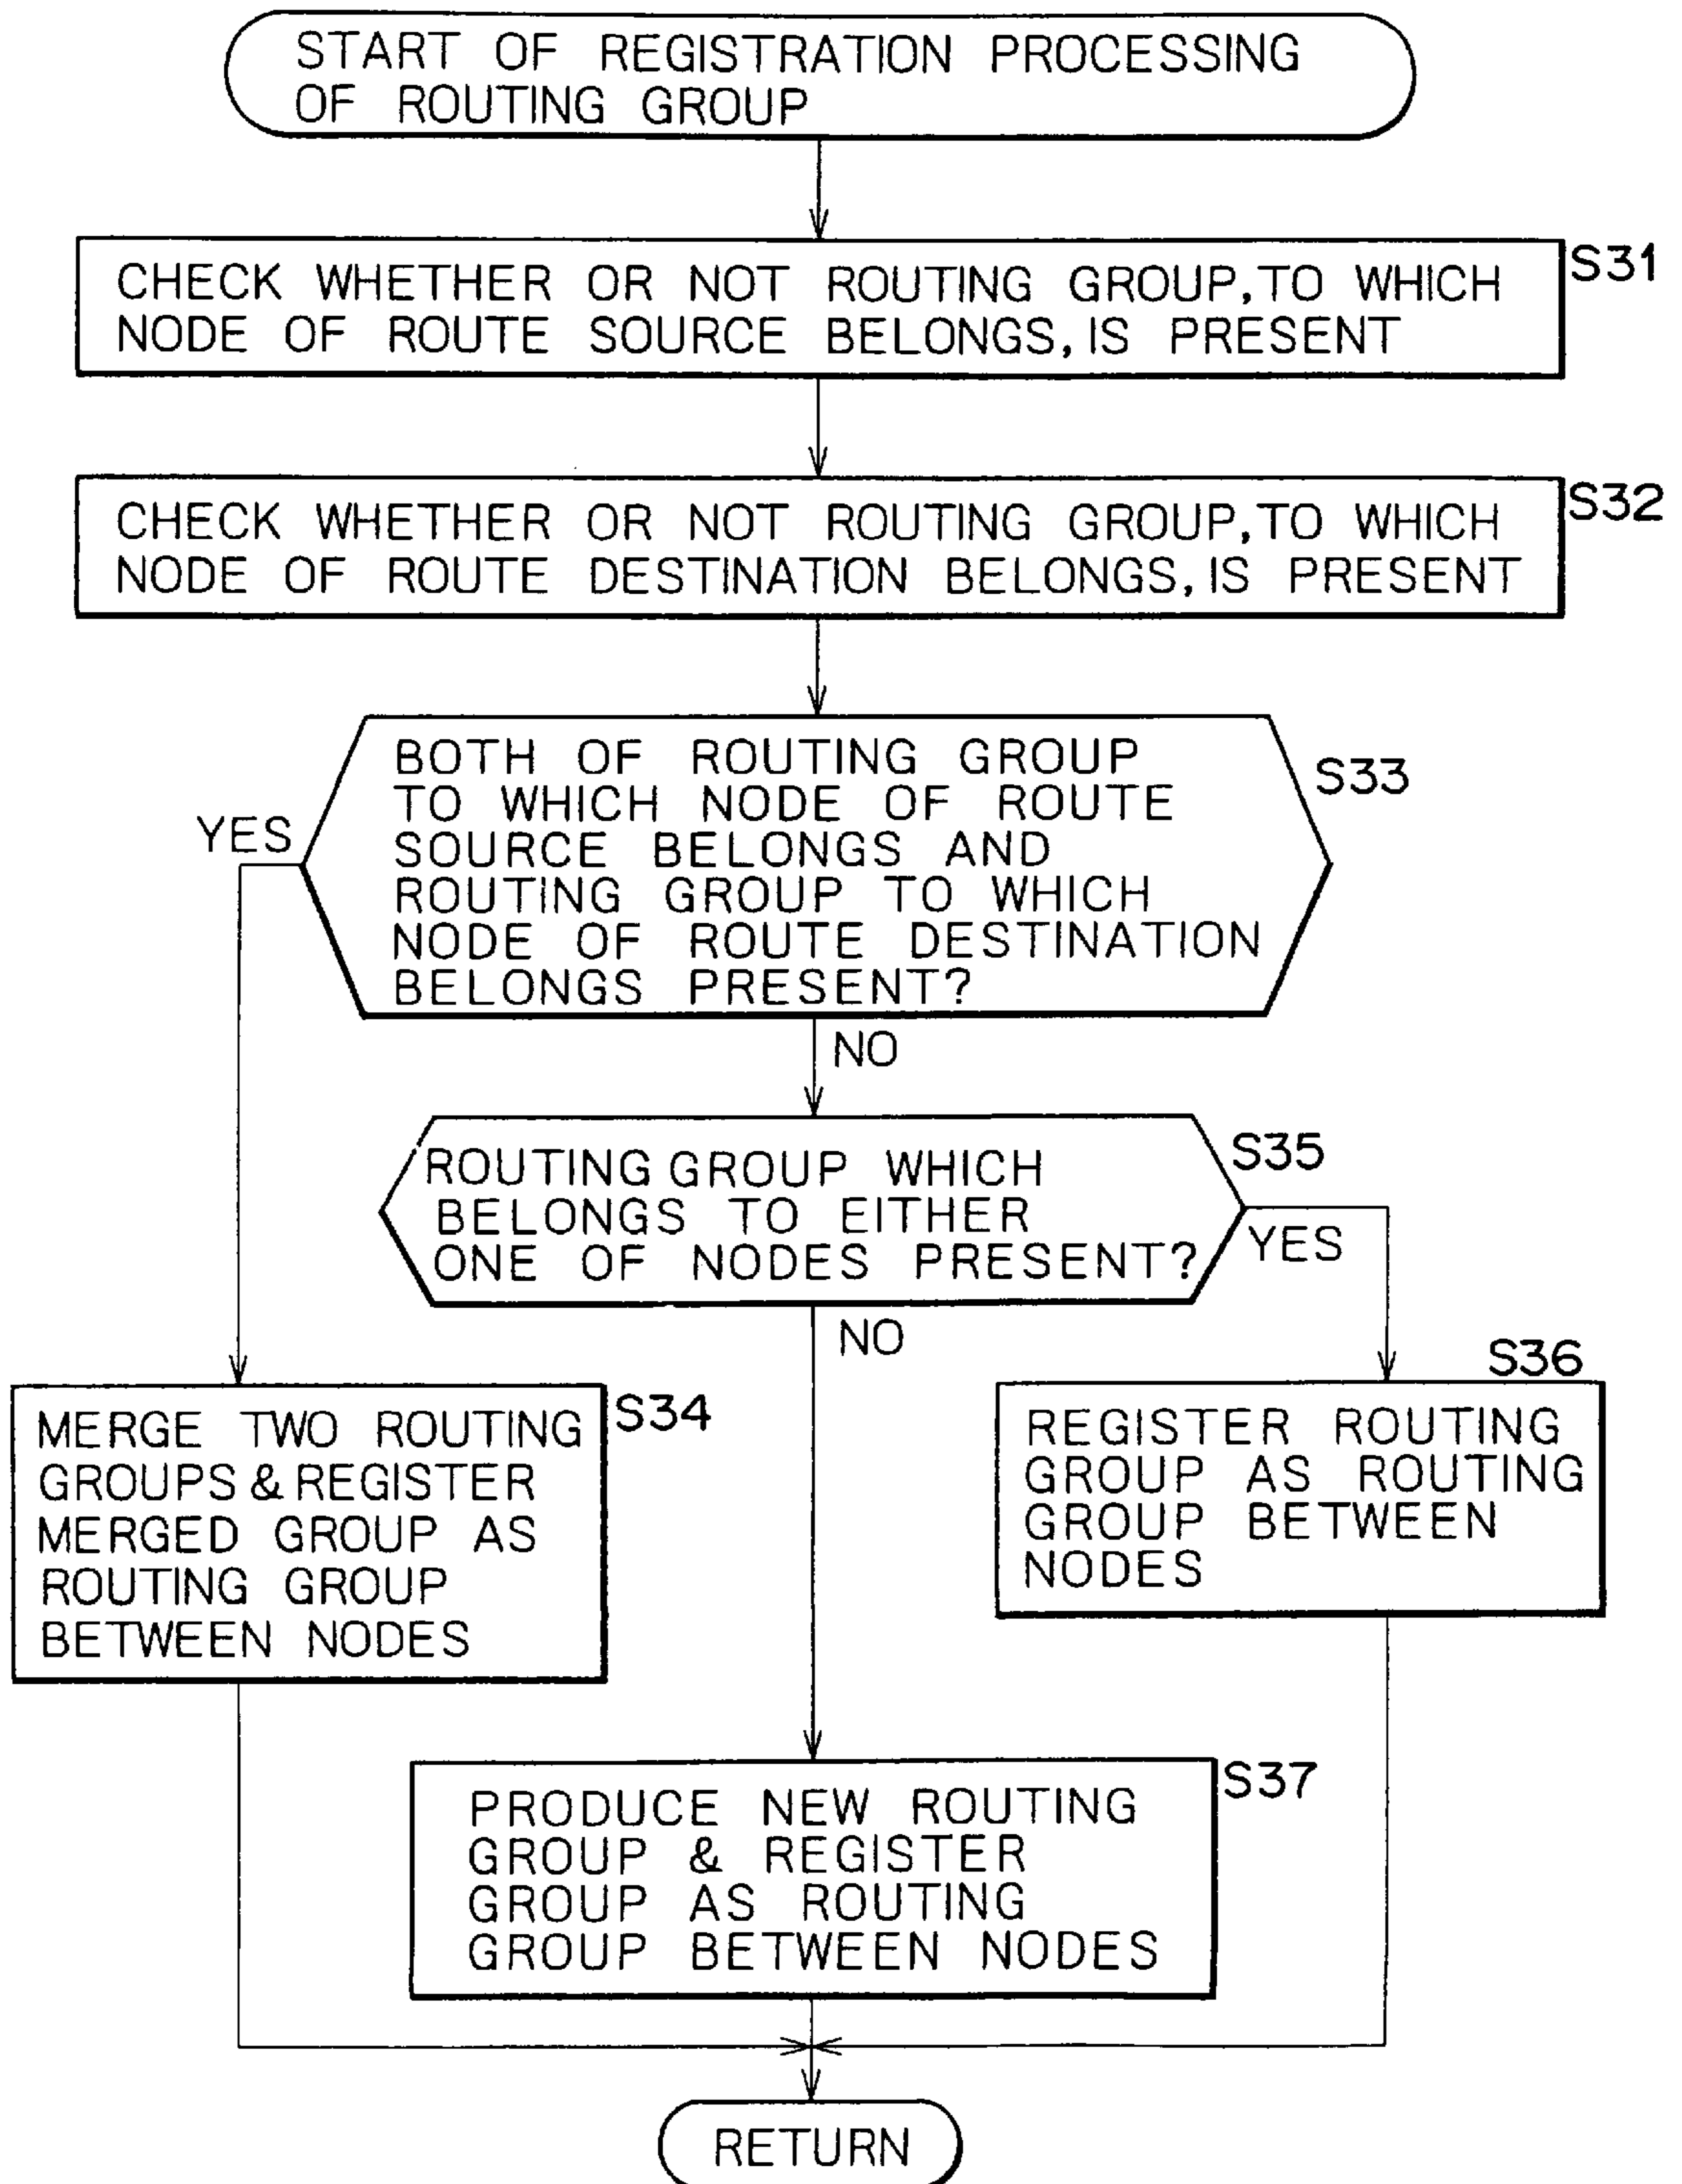 START OF REGISTRATION PROCESSING
OF ROUTING GROUP
CHECK WHETHER OR NOT ROUTING GROUP, TO WHICH
NODE OF ROUTE SOURCE BELONGS, IS PRESENT
S31
CHECK WHETHER OR NOT ROUTING GROUP, TO WHICH
NODE OF ROUTE DESTINATION BELONGS, IS PRESENT
S32
BOTH OF ROUTING GROUP
TO WHICH NODE OF ROUTE
SOURCE BELONGS AND
ROUTING GROUP TO WHICH
NODE OF ROUTE DESTINATION
BELONGS PRESENT?
S33
YES
NO
ROUTING GROUP WHICH
BELONGS TO EITHER
ONE OF NODES PRESENT?
S35
YES
NO
MERGE TWO ROUTING
GROUPS & REGISTER
MERGED GROUP AS
ROUTING GROUP
BETWEEN NODES
S34
S36
REGISTER ROUTING
GROUP AS ROUTING
GROUP BETWEEN
NODES
PRODUCE NEW ROUTING
GROUP & REGISTER
GROUP AS ROUTING
GROUP BETWEEN NODES
S37
RETURN